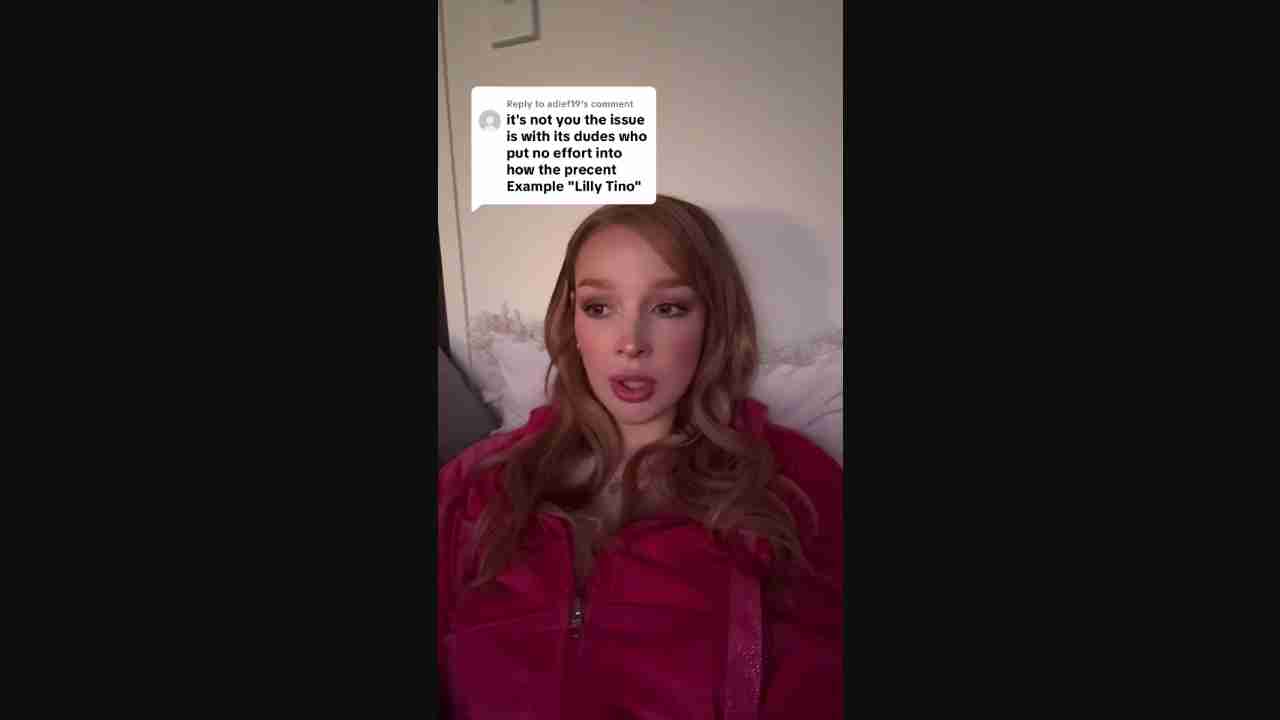 Reply to adief19's comment
it's not you the issue
is with its dudes who
put no effort into
how the precent
Example "Lilly Tino"